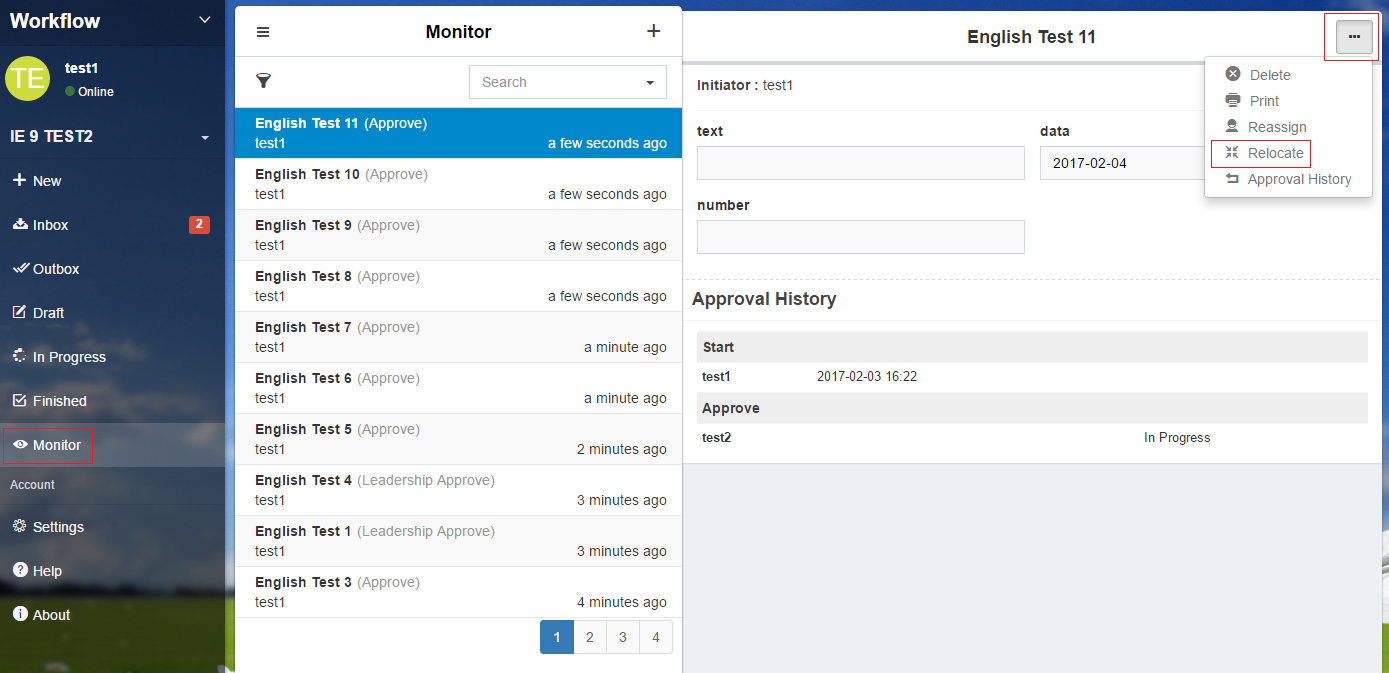 Workflow
TE
test1
Online
IE 9 TEST2
New
Inbox 2
Outbox
Draft
In Progress
Finished
Monitor
Account
Settings
Help
About
Monitor
Search
English Test 11 (Approve)
test1 a few seconds ago
English Test 10 (Approve)
test1 a few seconds ago
English Test 9 (Approve)
test1 a few seconds ago
English Test 8 (Approve)
test1 a few seconds ago
English Test 7 (Approve)
test1 a minute ago
English Test 6 (Approve)
test1 a minute ago
English Test 5 (Approve)
test1 2 minutes ago
English Test 4 (Leadership Approve)
test1 3 minutes ago
English Test 1 (Leadership Approve)
test1 3 minutes ago
English Test 3 (Approve)
test1 4 minutes ago
1 2 3 4
English Test 11
Delete
Print
Reassign
Relocate
Approval History
Initiator : test1
text data
2017-02-04
number
Approval History
Start
test1 2017-02-03 16:22
Approve
test2 In Progress